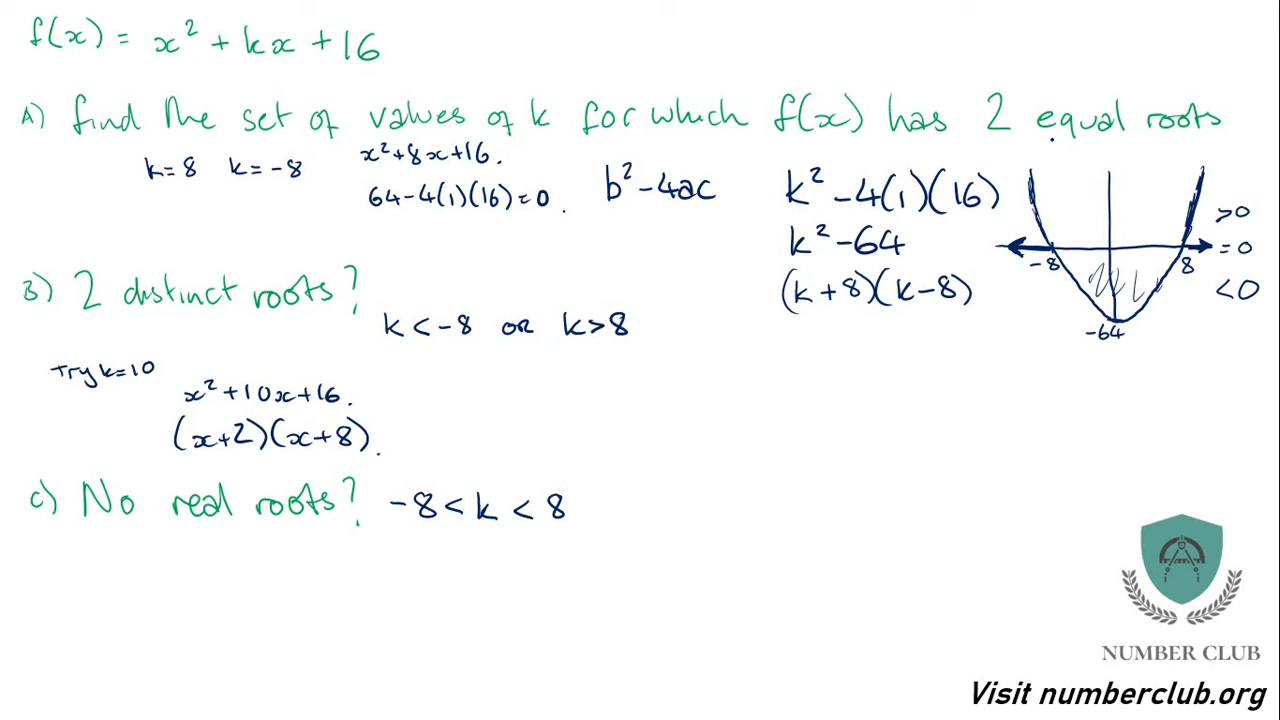 f(x) = x² + kx + 16
A) find the set of values of k for which f(x) has 2 equal roots
k=8 k=-8
x²+8x+16.
64-4(1)(16)=0.
b²-4ac
k²-4(1)(16)
k²-64
(k+8)(k-8)
>0
=0
<0
-8
8
-64
B) 2 distinct roots?
k<-8 or k>8
Try k=10
x²+10x+16.
(x+2)(x+8).
c) No real roots? -8<k<8
NUMBER CLUB
Visit numberclub.org